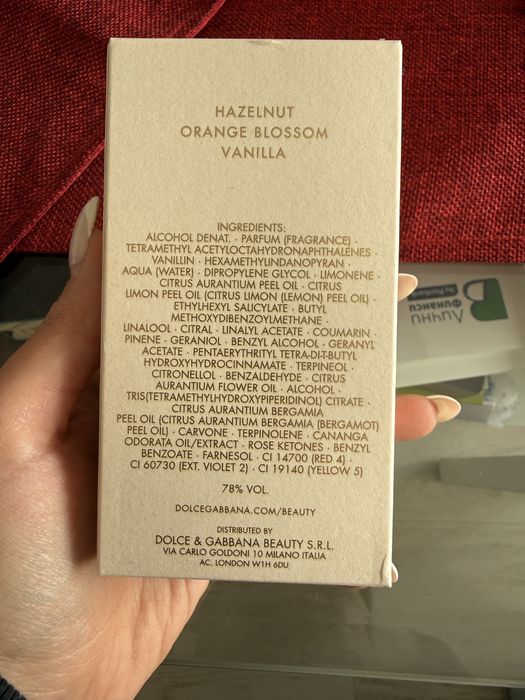 HAZELNUT
ORANGE BLOSSOM
VANILLA
INGREDIENTS:
ALCOHOL DENAT. · PARFUM (FRAGRANCE) ·
TETRAMETHYL ACETYLOCTAHYDRONAPHTHALENES ·
VANILLIN · HEXAMETHYLINDANOPYRAN ·
AQUA (WATER) · DIPROPYLENE GLYCOL · LIMONENE ·
CITRUS AURANTIUM PEEL OIL · CITRUS
LIMON PEEL OIL (CITRUS LIMON (LEMON) PEEL OIL) ·
ETHYLHEXYL SALICYLATE · BUTYL
METHOXYDIBENZOYLMETHANE ·
LINALOOL · CITRAL · LINALYL ACETATE · COUMARIN ·
PINENE · GERANIOL · BENZYL ALCOHOL · GERANYL
ACETATE · PENTAERYTHRITYL TETRA-DI-T-BUTYL
HYDROXYHYDROCINNAMATE · TERPINEOL ·
CITRONELLOL · BENZALDEHYDE · CITRUS
AURANTIUM FLOWER OIL · ALCOHOL ·
TRIS(TETRAMETHYLHYDROXYPIPERIDINOL) CITRATE ·
CITRUS AURANTIUM BERGAMIA
PEEL OIL (CITRUS AURANTIUM BERGAMIA (BERGAMOT)
PEEL OIL) · CARVONE · TERPINOLENE · CANANGA
ODORATA OIL/EXTRACT · ROSE KETONES · BENZYL
BENZOATE · FARNESOL · CI 14700 (RED 4) ·
CI 60730 (EXT. VIOLET 2) · CI 19140 (YELLOW 5)
78% VOL.
DOLCEGABBANA.COM/BEAUTY
DISTRIBUTED BY
DOLCE & GABBANA BEAUTY S.R.L.
VIA CARLO GOLDONI 10 MILANO ITALIA
AC. LONDON W1H 6DU
Лични
Финанси